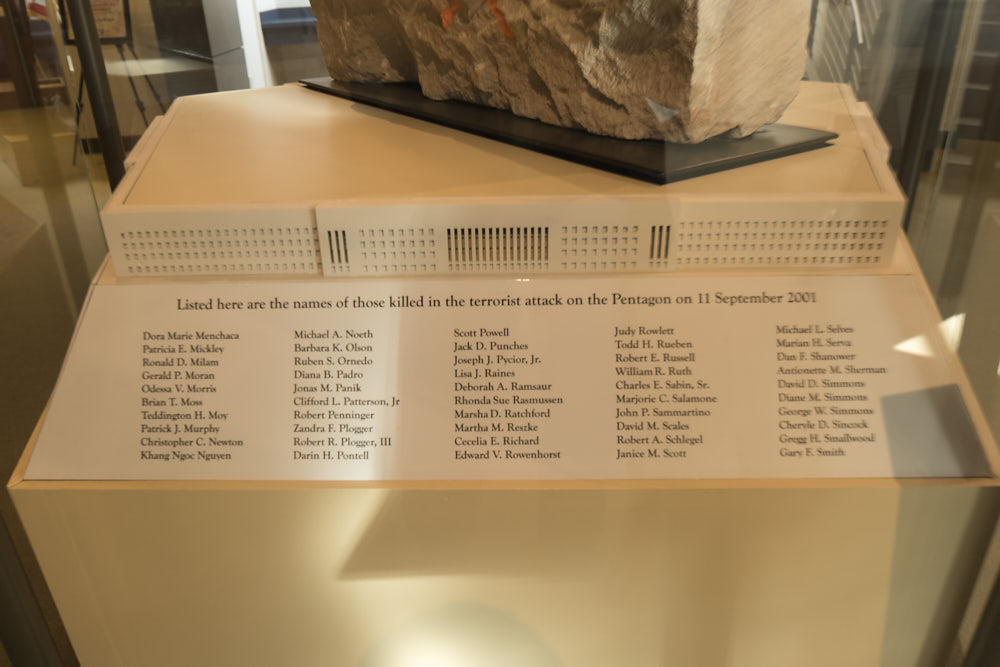 Listed here are the names of those killed in the terrorist attack on the Pentagon on 11 September 2001
Dora Marie Menchaca
Patricia E. Mickley
Ronald D. Milam
Gerald P. Moran
Odessa V. Morris
Brian T. Moss
Teddington H. Moy
Patrick J. Murphy
Christopher C. Newton
Khang Ngoc Nguyen
Michael A. Noeth
Barbara K. Olson
Ruben S. Ornedo
Diana B. Padro
Jonas M. Panik
Clifford L. Patterson, Jr
Robert Penninger
Zandra F. Plogger
Robert R. Plogger, III
Darin H. Pontell
Scott Powell
Jack D. Punches
Joseph J. Pycior, Jr.
Lisa J. Raines
Deborah A. Ramsaur
Rhonda Sue Rasmussen
Marsha D. Ratchford
Martha M. Reszke
Cecelia E. Richard
Edward V. Rowenhorst
Judy Rowlett
Todd H. Rueben
Robert E. Russell
William R. Ruth
Charles E. Sabin, Sr.
Marjorie C. Salamone
John P. Sammartino
David M. Scales
Robert A. Schlegel
Janice M. Scott
Michael L. Selves
Marian H. Serva
Dan F. Shanower
Antionette M. Sherman
David D. Simmons
Diane M. Simmons
George W. Simmons
Cheryle D. Sincock
Gregg H. Smallwood
Gary F. Smith